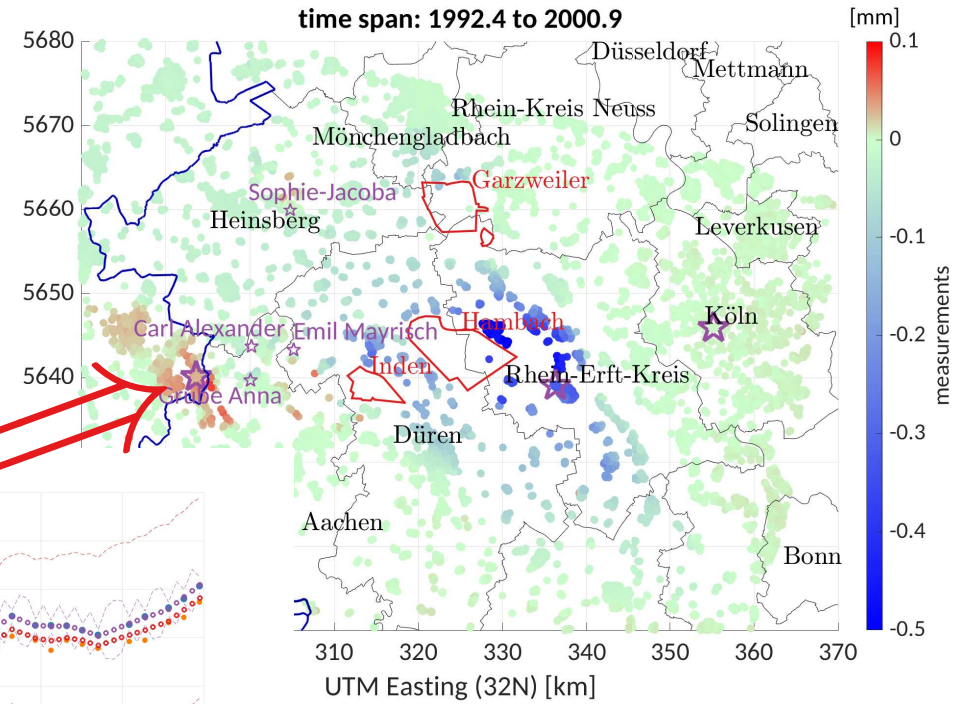 time span: 1992.4 to 2000.9
[mm]
5680
5670
5660
5650
5640
Düsseldorf
Mettmann
Rhein-Kreis Neuss
Solingen
Mönchengladbach
Garzweiler
Sophie-Jacoba
Heinsberg
Leverkusen
Carl Alexander
Emil Mayrisch
Hambach
Köln
Inden
Rhein-Erft-Kreis
Grube Anna
Düren
Aachen
Bonn
310
320
330
340
350
360
370
UTM Easting (32N) [km]
0.1
0
-0.1
-0.2
-0.3
-0.4
-0.5
measurements